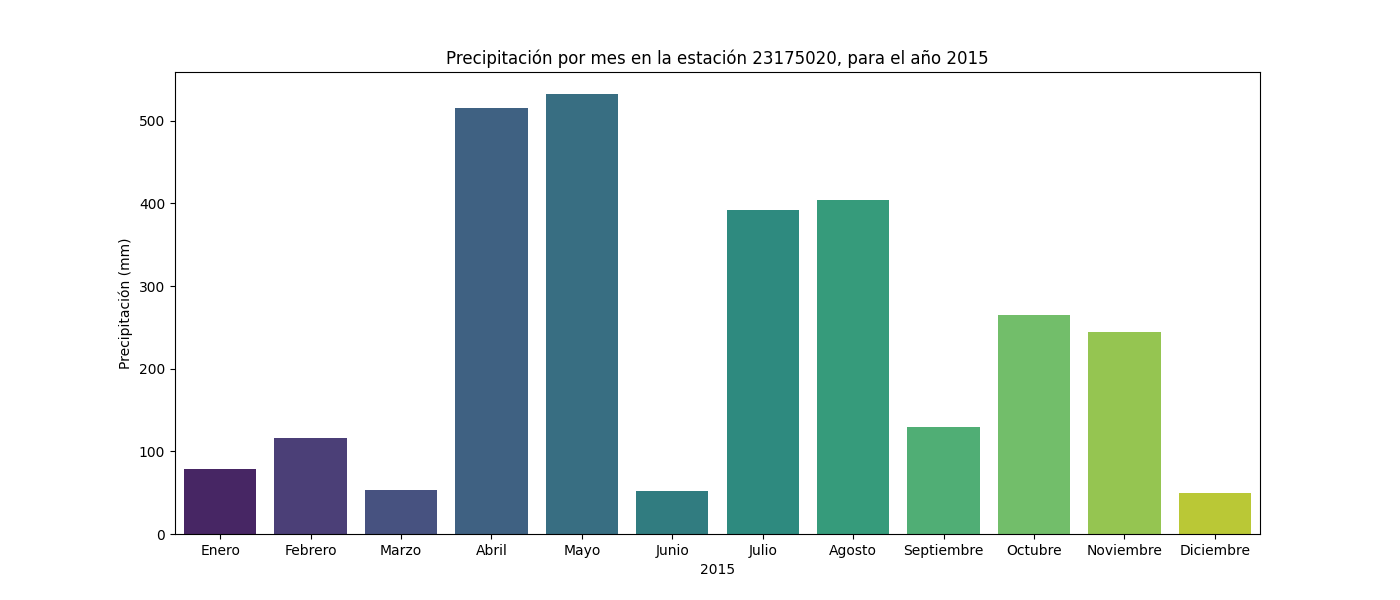 Precipitación por mes en la estación 23175020, para el año 2015
Precipitación (mm)
500
400
300
200
100
0
Enero Febrero Marzo Abril Mayo Junio Julio Agosto Septiembre Octubre Noviembre Diciembre
2015